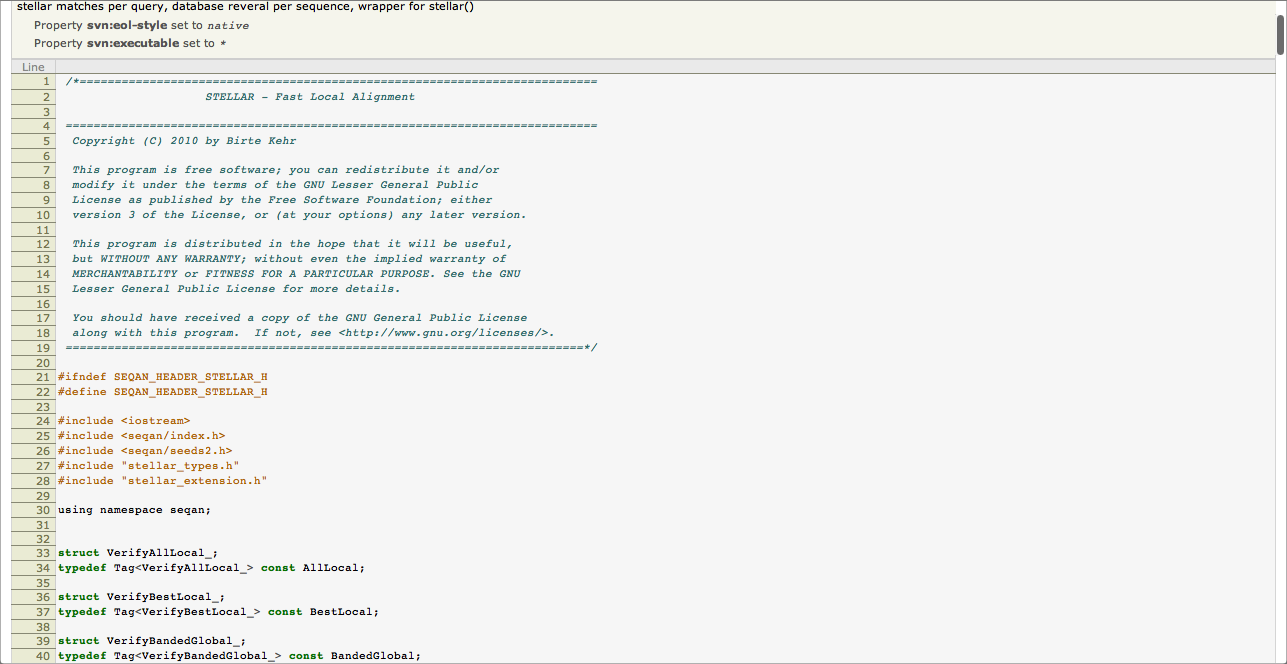 stellar matches per query, database reveral per sequence, wrapper for stellar()
Property svn:eol-style set to native
Property svn:executable set to *
Line
1 /*==========================================================================
2 STELLAR - Fast Local Alignment
3
4 ============================================================================
5 Copyright (C) 2010 by Birte Kehr
6
7 This program is free software; you can redistribute it and/or
8 modify it under the terms of the GNU Lesser General Public
9 License as published by the Free Software Foundation; either
10 version 3 of the License, or (at your options) any later version.
11
12 This program is distributed in the hope that it will be useful,
13 but WITHOUT ANY WARRANTY; without even the implied warranty of
14 MERCHANTABILITY or FITNESS FOR A PARTICULAR PURPOSE. See the GNU
15 Lesser General Public License for more details.
16
17 You should have received a copy of the GNU General Public License
18 along with this program.  If not, see <http://www.gnu.org/licenses/>.
19 ==========================================================================*/
20
21 #ifndef SEQAN_HEADER_STELLAR_H
22 #define SEQAN_HEADER_STELLAR_H
23
24 #include <iostream>
25 #include <seqan/index.h>
26 #include <seqan/seeds2.h>
27 #include "stellar_types.h"
28 #include "stellar_extension.h"
29
30 using namespace seqan;
31
32
33 struct VerifyAllLocal_;
34 typedef Tag<VerifyAllLocal_> const AllLocal;
35
36 struct VerifyBestLocal_;
37 typedef Tag<VerifyBestLocal_> const BestLocal;
38
39 struct VerifyBandedGlobal_;
40 typedef Tag<VerifyBandedGlobal_> const BandedGlobal;